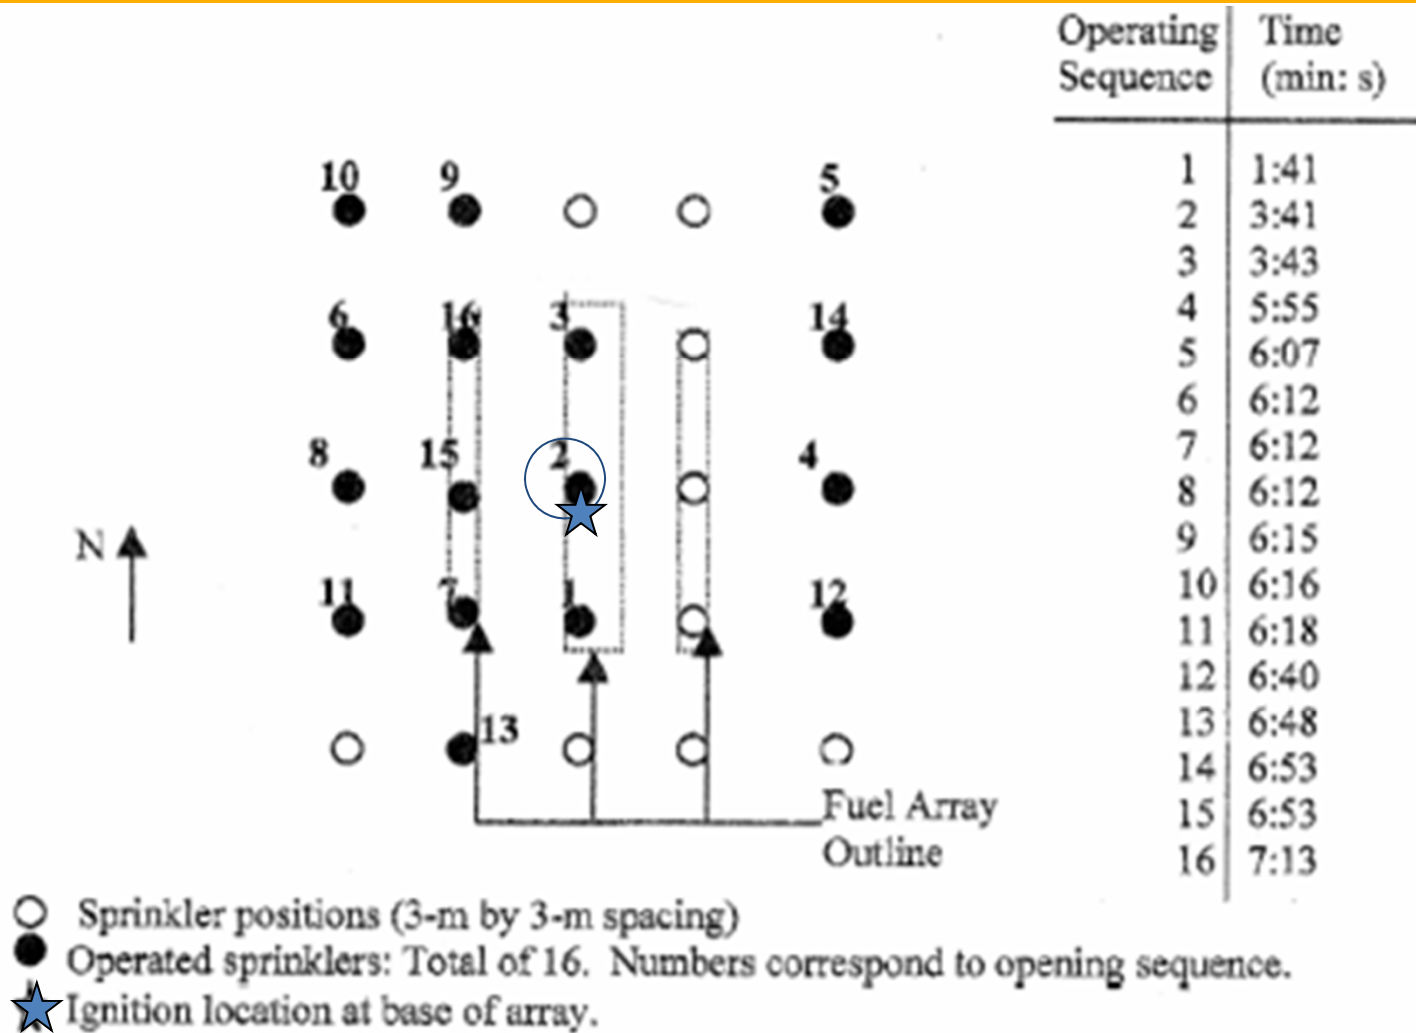 Operating Time
Sequence (min: s)
1 1:41
2 3:41
3 3:43
4 5:55
5 6:07
6 6:12
7 6:12
8 6:12
9 6:15
10 6:16
11 6:18
12 6:40
13 6:48
14 6:53
15 6:53
16 7:13
10 9 5
6 16 3 14
8 15 2 4
N
11 7 1 12
13
Fuel Array
Outline
Sprinkler positions (3-m by 3-m spacing)
Operated sprinklers: Total of 16. Numbers correspond to opening sequence.
Ignition location at base of array.